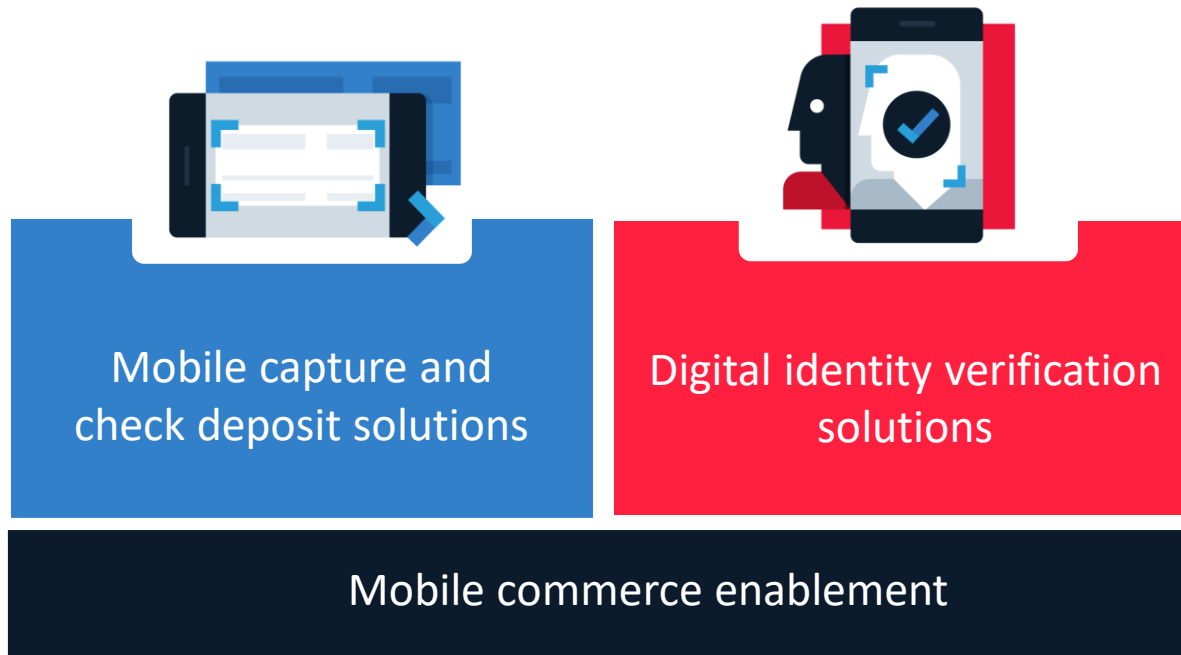 Mobile capture and
check deposit solutions
Digital identity verification
solutions
Mobile commerce enablement